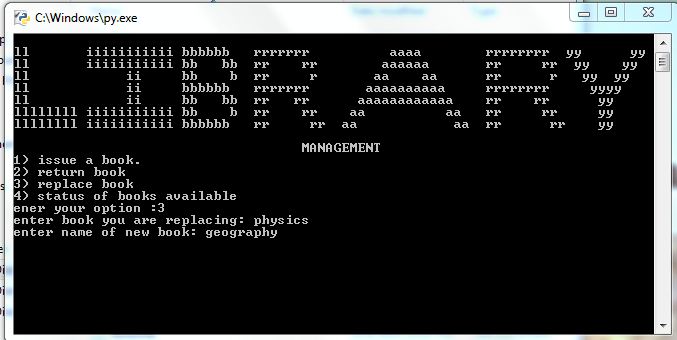 C:\Windows\py.exe
ll       iiiiiiiiiii bbbbbb   rrrrrrr          aaaa        rrrrrrrr  yy      yy
ll       iiiiiiiiiii bb   bb  rr    rr        aaaaaa       rr     rr  yy    yy
ll            ii     bb    b  rr     r       aa    aa      rr      r   yy  yy
ll            ii     bbbbbb   rrrrrrr       aaaaaaaaaa     rrrrrrrr     yyyy
ll            ii     bb   bb  rr   rr      aaaaaaaaaaaa    rr    rr      yy
llllllll iiiiiiiiiii bb    b  rr    rr    aa        aa     rr     rr     yy
llllllll iiiiiiiiiii bbbbbb   rr     rr  aa          aa    rr      rr    yy
MANAGEMENT
1) issue a book.
2) return book
3) replace book
4) status of books available
ener your option :3
enter book you are replacing: physics
enter name of new book: geography